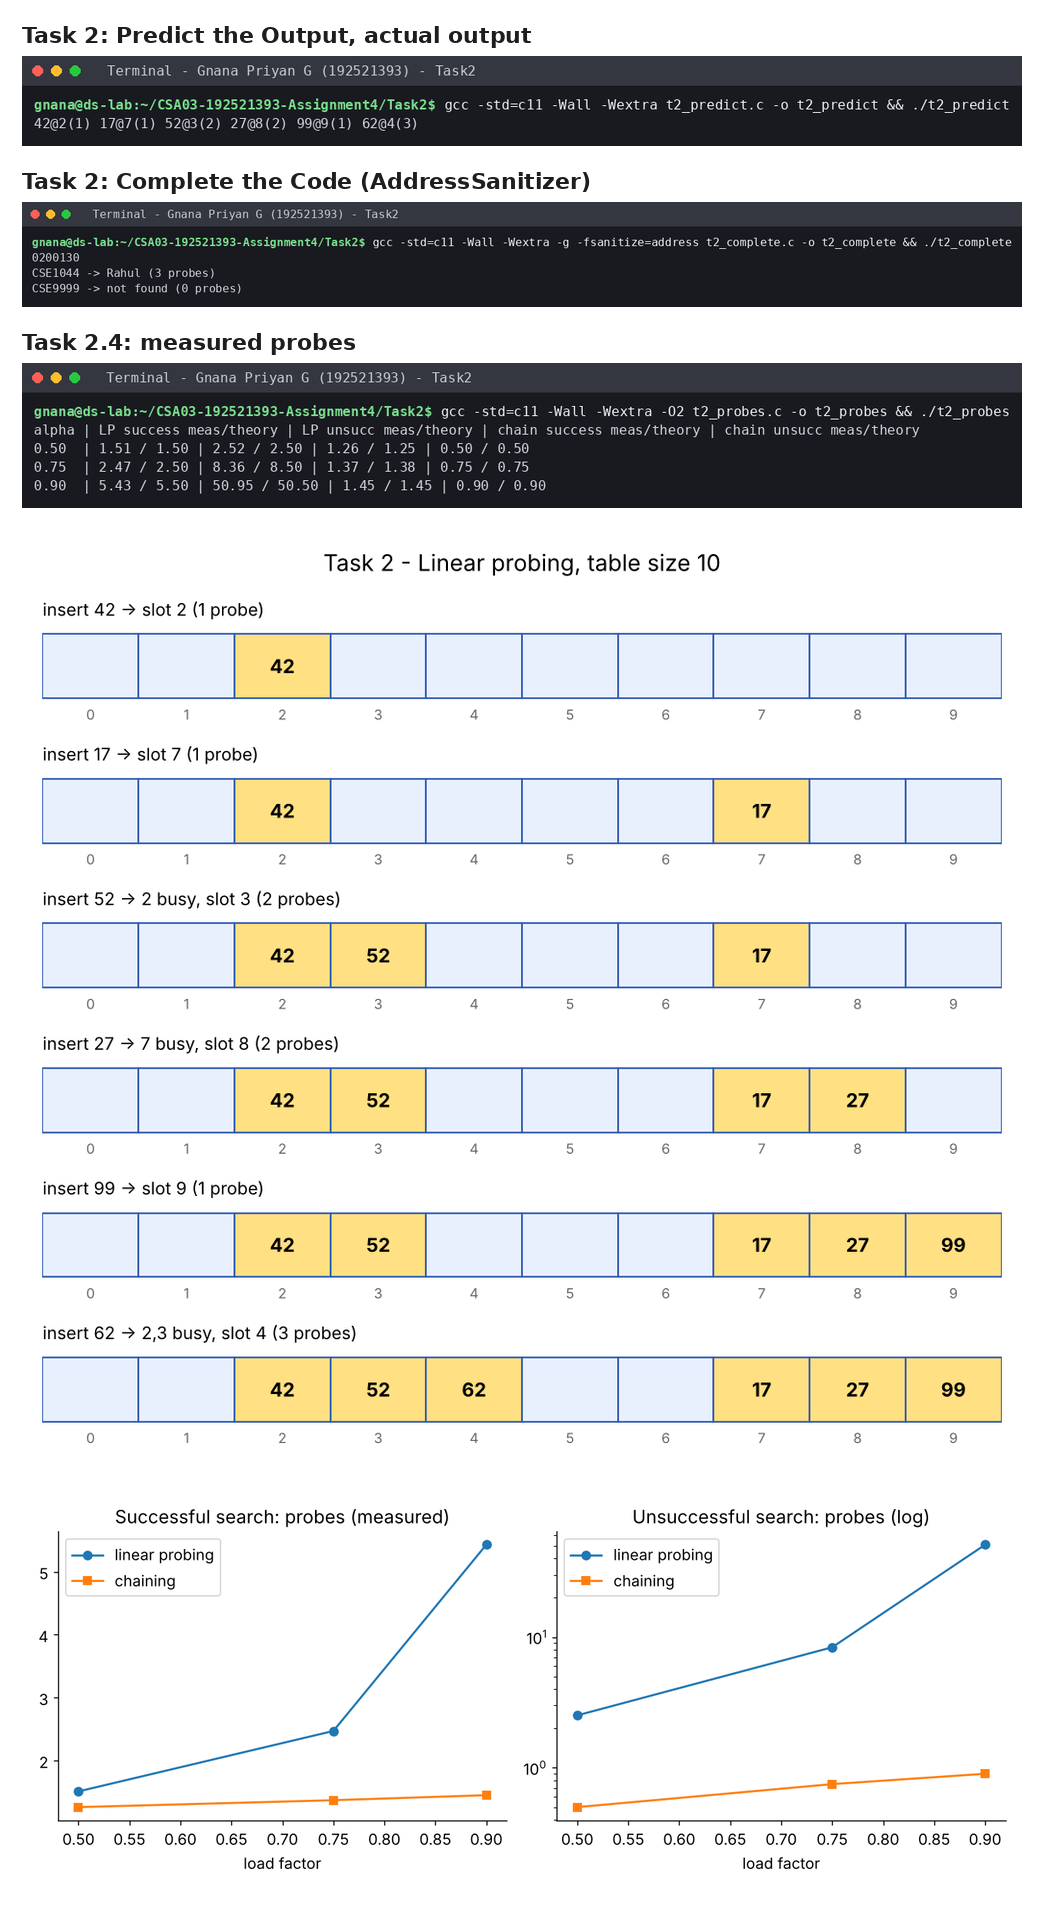 Task 2: Predict the Output, actual output
Terminal - Gnana Priyan G (192521393) - Task2
gnana@ds-lab:~/CSA03-192521393-Assignment4/Task2$ gcc -std=c11 -Wall -Wextra t2_predict.c -o t2_predict && ./t2_predict
42@2(1) 17@7(1) 52@3(2) 27@8(2) 99@9(1) 62@4(3)
Task 2: Complete the Code (AddressSanitizer)
Terminal - Gnana Priyan G (192521393) - Task2
gnana@ds-lab:~/CSA03-192521393-Assignment4/Task2$ gcc -std=c11 -Wall -Wextra -g -fsanitize=address t2_complete.c -o t2_complete && ./t2_complete
0200130
CSE1044 -> Rahul (3 probes)
CSE9999 -> not found (0 probes)
Task 2.4: measured probes
Terminal - Gnana Priyan G (192521393) - Task2
gnana@ds-lab:~/CSA03-192521393-Assignment4/Task2$ gcc -std=c11 -Wall -Wextra -O2 t2_probes.c -o t2_probes && ./t2_probes
alpha | LP success meas/theory | LP unsucc meas/theory | chain success meas/theory | chain unsucc meas/theory
0.50 | 1.51 / 1.50 | 2.52 / 2.50 | 1.26 / 1.25 | 0.50 / 0.50
0.75 | 2.47 / 2.50 | 8.36 / 8.50 | 1.37 / 1.38 | 0.75 / 0.75
0.90 | 5.43 / 5.50 | 50.95 / 50.50 | 1.45 / 1.45 | 0.90 / 0.90
Task 2 - Linear probing, table size 10
insert 42 → slot 2 (1 probe)
42
0 1 2 3 4 5 6 7 8 9
insert 17 → slot 7 (1 probe)
42 17
0 1 2 3 4 5 6 7 8 9
insert 52 → 2 busy, slot 3 (2 probes)
42 52 17
0 1 2 3 4 5 6 7 8 9
insert 27 → 7 busy, slot 8 (2 probes)
42 52 17 27
0 1 2 3 4 5 6 7 8 9
insert 99 → slot 9 (1 probe)
42 52 17 27 99
0 1 2 3 4 5 6 7 8 9
insert 62 → 2,3 busy, slot 4 (3 probes)
42 52 62 17 27 99
0 1 2 3 4 5 6 7 8 9
Successful search: probes (measured)
linear probing
chaining
5
4
3
2
0.50 0.55 0.60 0.65 0.70 0.75 0.80 0.85 0.90
load factor
Unsuccessful search: probes (log)
linear probing
chaining
10¹
10⁰
0.50 0.55 0.60 0.65 0.70 0.75 0.80 0.85 0.90
load factor